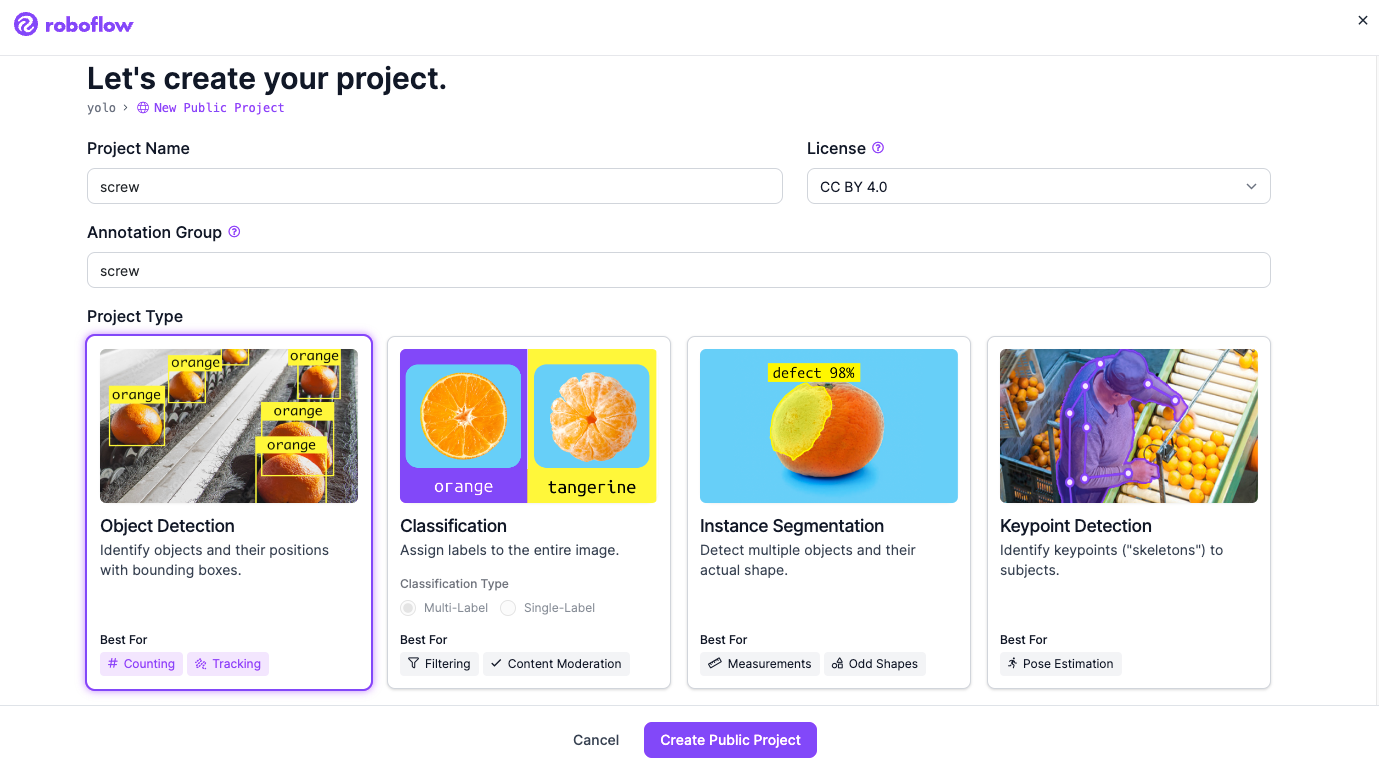 roboflow
Let's create your project.
yolo › New Public Project
Project Name
License
screw
CC BY 4.0
Annotation Group
screw
Project Type
orange
orange
orange
orange
orange
Object Detection
Identify objects and their positions
with bounding boxes.
Best For
# Counting
Tracking
orange
tangerine
Classification
Assign labels to the entire image.
Classification Type
Multi-Label
Single-Label
Best For
Filtering
Content Moderation
defect 98%
Instance Segmentation
Detect multiple objects and their
actual shape.
Best For
Measurements
Odd Shapes
Keypoint Detection
Identify keypoints ("skeletons") to
subjects.
Best For
Pose Estimation
Cancel
Create Public Project